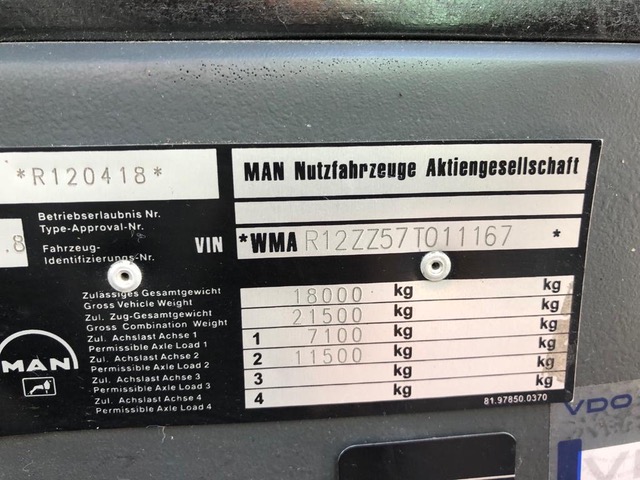 *R120418*
MAN Nutzfahrzeuge Aktiengesellschaft
Betriebserlaubnis Nr.
Type-Approval-Nr.
.8 Fahrzeug-
Identifizierungs-Nr. VIN *WMA R12ZZ57T011167 *
Zulässiges Gesamtgewicht
Gross Vehicle Weight 18000 kg kg
Zul. Zug-Gesamtgewicht
Gross Combination Weight 21500 kg kg
Zul. Achslast Achse 1
Permissible Axle Load 1 1 7100 kg kg
Zul. Achslast Achse 2
Permissible Axle Load 2 2 11500 kg kg
Zul. Achslast Achse 3
Permissible Axle Load 3 3 kg kg
Zul. Achslast Achse 4
Permissible Axle Load 4 4 kg kg
MAN
81.97850.0370
VDO